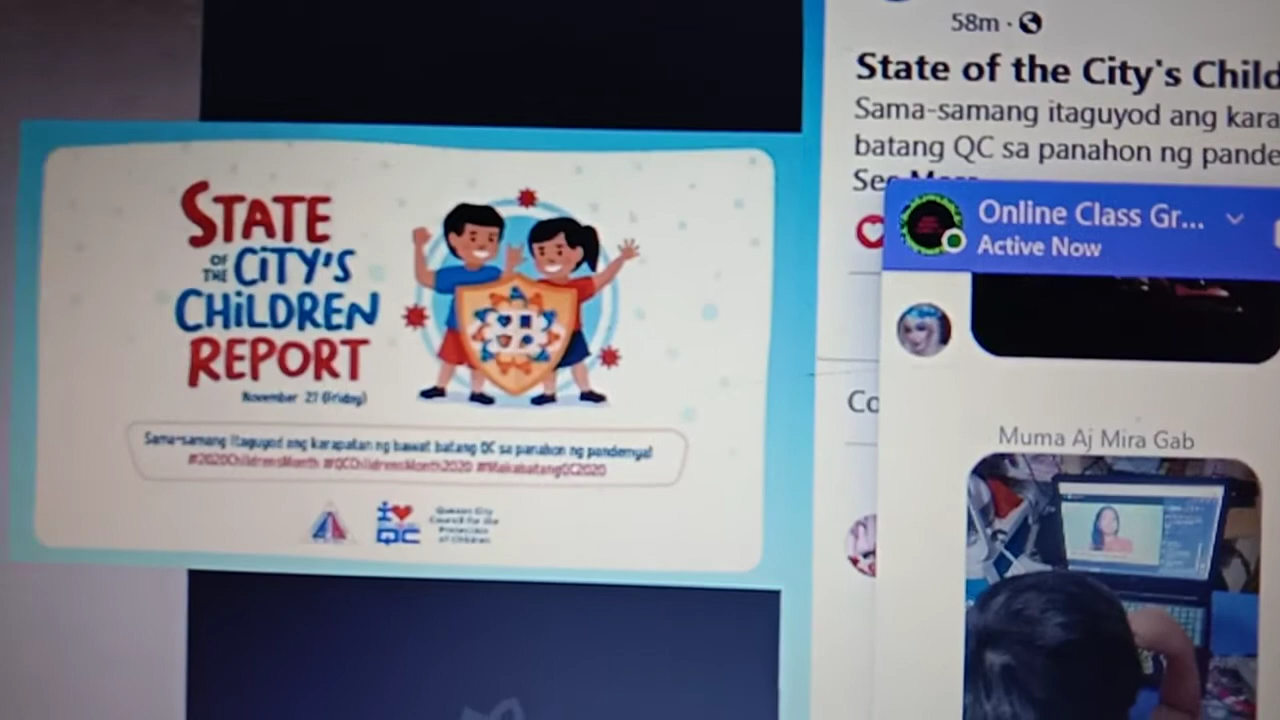 STATE
OF THE CITY'S
CHILDREN
REPORT
November 27 (Friday)
Sama-samang itaguyod ang karapatan ng bawat batang QC sa panahon ng pandemya!
#2020ChildrensMonth #QCChildrensMonth2020 #MakabatangQC2020
I QC
Quezon City
Council for the
Protection
of Children
58m ·
State of the City's Child
Sama-samang itaguyod ang kara
batang QC sa panahon ng pande
See More
Online Class Gr...
Active Now
Co
Muma Aj Mira Gab